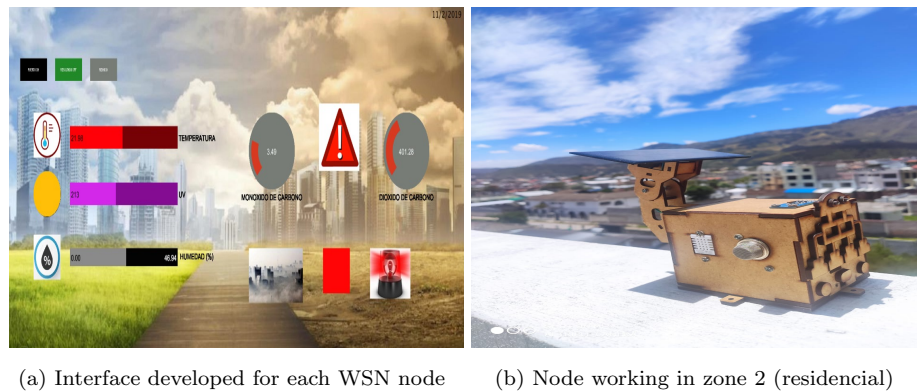 11/2/2019
21.96 TEMPERATURA
3.49
401.28
213 UV
MONOXIDO DE CARBONO
DIOXIDO DE CARBONO
0.00 46.94 HUMEDAD (%)
%
(a) Interface developed for each WSN node
(b) Node working in zone 2 (residencial)